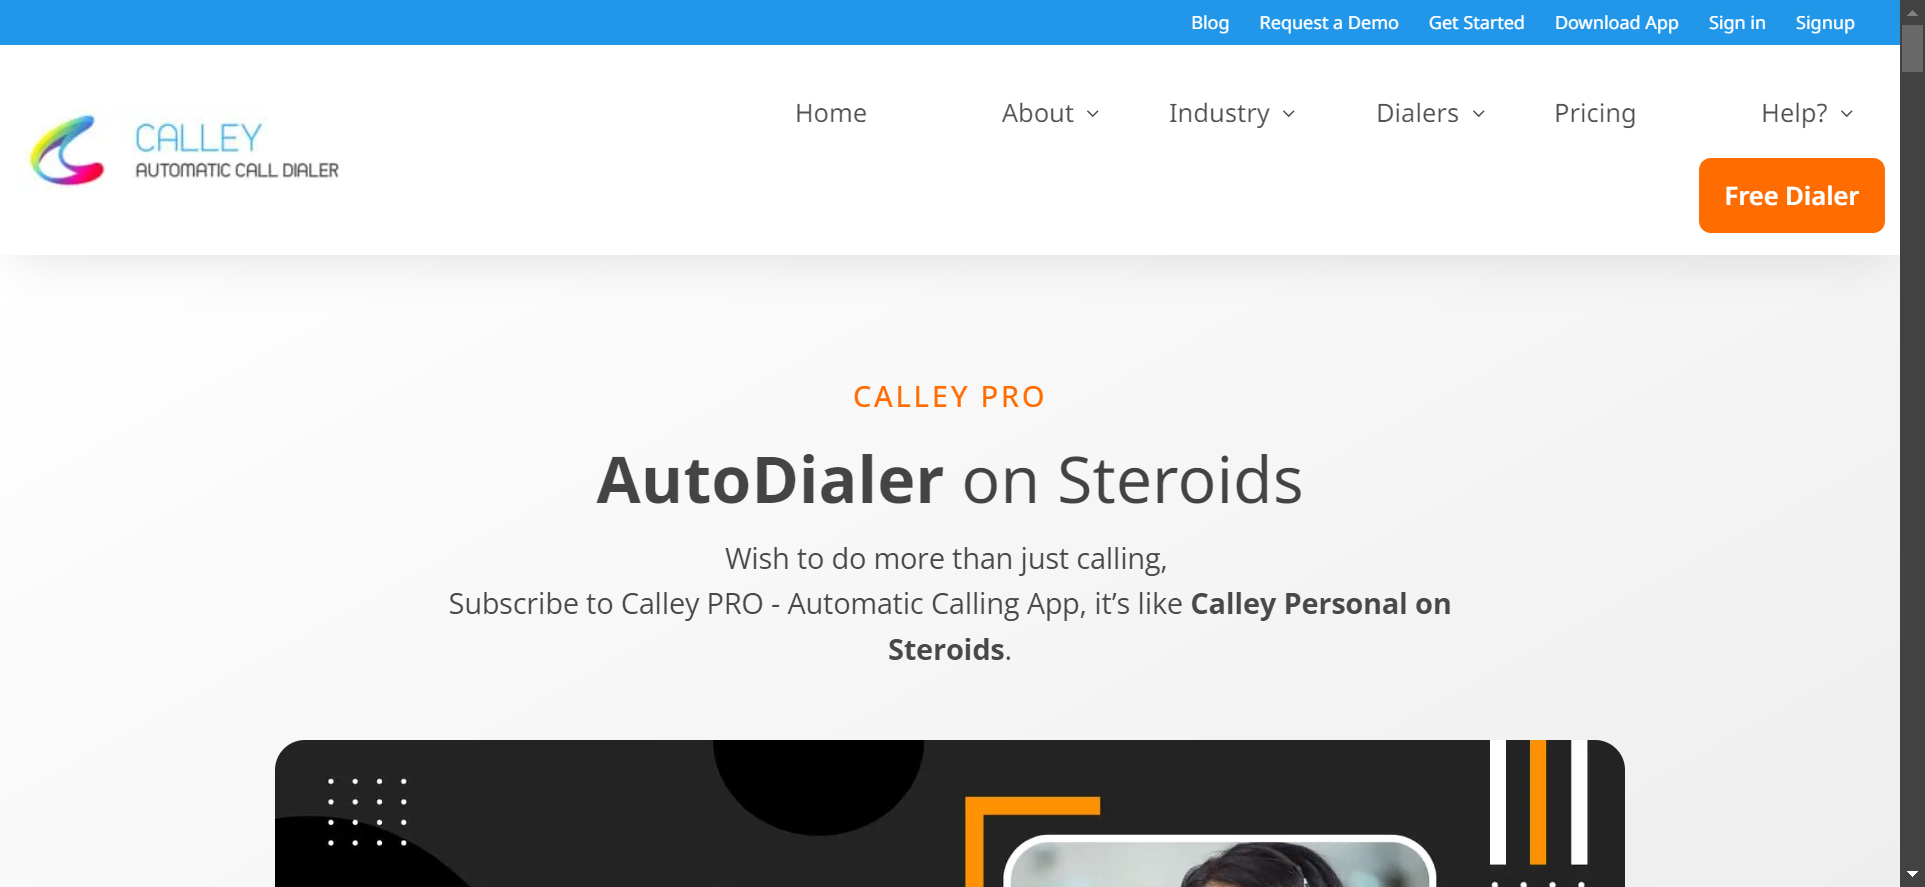 Blog Request a Demo Get Started Download App Sign in Signup
CALLEY
AUTOMATIC CALL DIALER
Home About Industry Dialers Pricing Help?
Free Dialer
CALLEY PRO
AutoDialer on Steroids
Wish to do more than just calling,
Subscribe to Calley PRO - Automatic Calling App, it’s like Calley Personal on
Steroids.